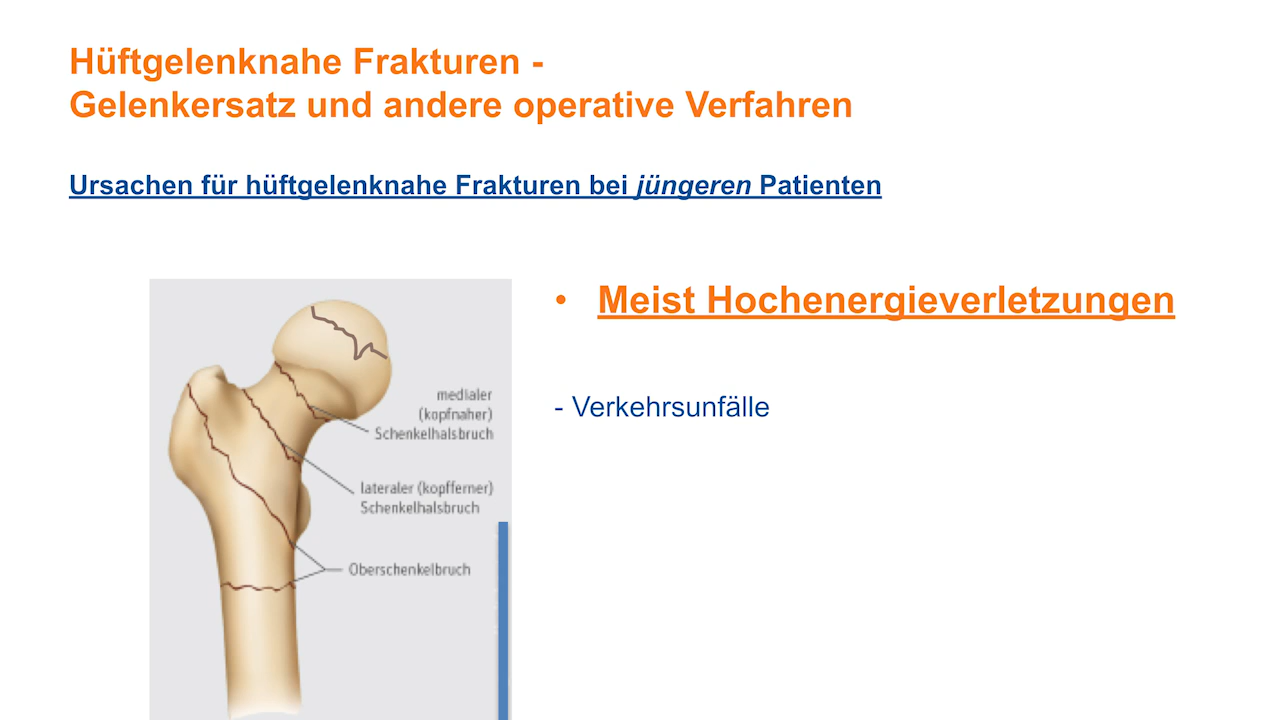 Hüftgelenknahe Frakturen -
Gelenkersatz und andere operative Verfahren
Ursachen für hüftgelenknahe Frakturen bei jüngeren Patienten
• Meist Hochenergieverletzungen
- Verkehrsunfälle
medialer
(kopfnaher)
Schenkelhalsbruch
lateraler (kopfferner)
Schenkelhalsbruch
Oberschenkelbruch